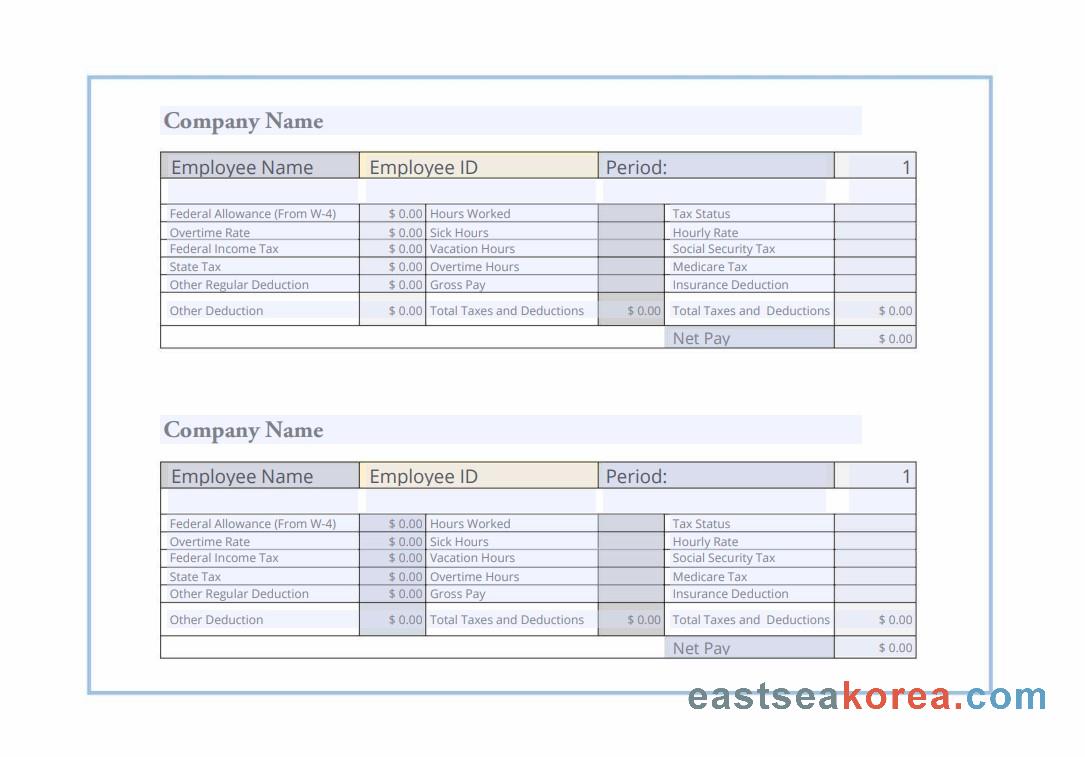 Company Name
Employee Name Employee ID Period: 1
Federal Allowance (From W-4) $ 0.00 Hours Worked Tax Status
Overtime Rate $ 0.00 Sick Hours Hourly Rate
Federal Income Tax $ 0.00 Vacation Hours Social Security Tax
State Tax $ 0.00 Overtime Hours Medicare Tax
Other Regular Deduction $ 0.00 Gross Pay Insurance Deduction
Other Deduction $ 0.00 Total Taxes and Deductions $ 0.00 Total Taxes and Deductions $ 0.00
Net Pay $ 0.00
Company Name
Employee Name Employee ID Period: 1
Federal Allowance (From W-4) $ 0.00 Hours Worked Tax Status
Overtime Rate $ 0.00 Sick Hours Hourly Rate
Federal Income Tax $ 0.00 Vacation Hours Social Security Tax
State Tax $ 0.00 Overtime Hours Medicare Tax
Other Regular Deduction $ 0.00 Gross Pay Insurance Deduction
Other Deduction $ 0.00 Total Taxes and Deductions $ 0.00 Total Taxes and Deductions $ 0.00
Net Pay $ 0.00
eastseakorea.com